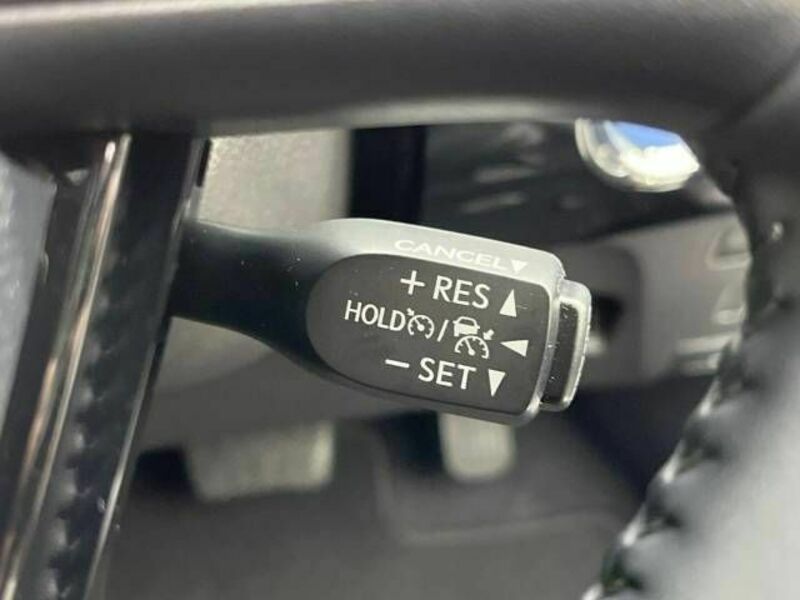 CANCEL▼
+ RES ▲
HOLD / ◀
− SET ▼